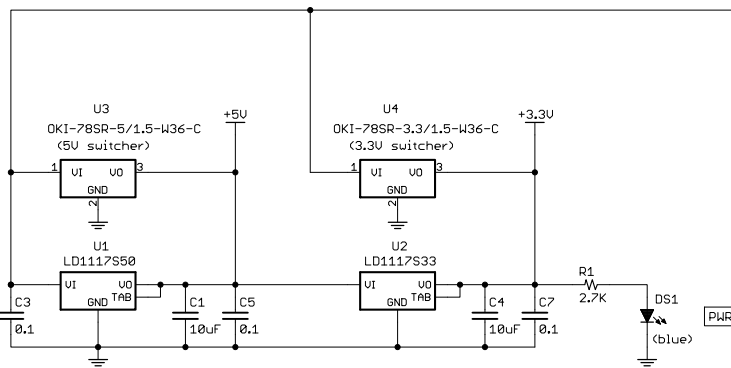 U3
OKI-78SR-5/1.5-W36-C
(5V switcher)
+5V
1 VI VO 3
GND
2
U4
OKI-78SR-3.3/1.5-W36-C
(3.3V switcher)
+3.3V
1 VI VO 3
GND
2
U1
LD1117S50
VI VO
TAB
GND
U2
LD1117S33
VI VO
TAB
GND
C3
0.1
C1
10uF
C5
0.1
C4
10uF
C7
0.1
R1
2.7K
DS1
(blue)
PWR